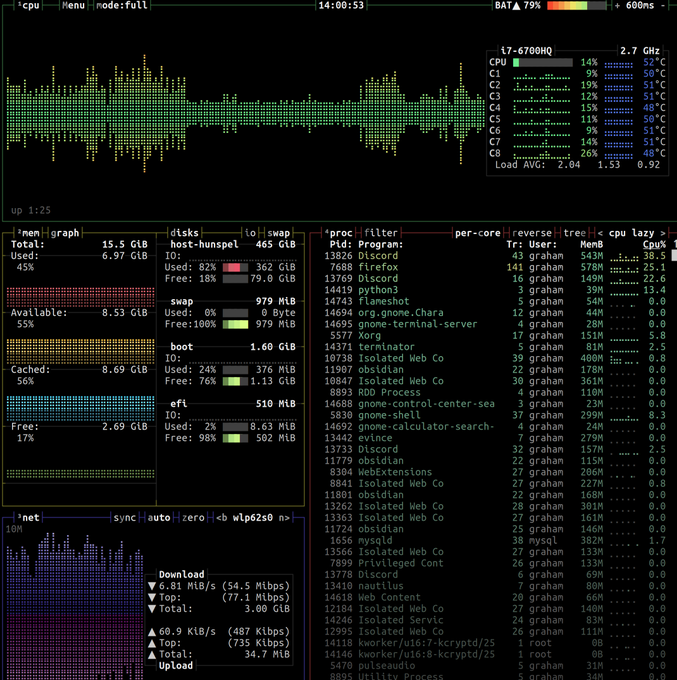 ¹cpu Menu mode:full 14:00:53 BAT▲ 79% + 600ms -
i7-6700HQ 2.7 GHz
CPU 14% 52°C
C1 9% 50°C
C2 19% 51°C
C3 12% 51°C
C4 15% 48°C
C5 11% 50°C
C6 9% 51°C
C7 14% 51°C
C8 26% 48°C
Load AVG: 2.04 1.53 0.92
up 1:25
²mem graph
Total: 15.5 GiB
Used: 6.97 GiB
45%
Available: 8.53 GiB
55%
Cached: 8.69 GiB
56%
Free: 2.69 GiB
17%
disks io swap
host-hunspel 465 GiB
IO:
Used: 82% 362 GiB
Free: 18% 79.0 GiB
swap 979 MiB
Used: 0% 0 Byte
Free:100% 979 MiB
boot 1.60 GiB
IO:
Used: 24% 376 MiB
Free: 76% 1.13 GiB
efi 510 MiB
IO:
Used: 2% 8.63 MiB
Free: 98% 502 MiB
³net sync auto zero <b wlp62s0 n>
10M
Download
▼ 6.81 MiB/s (54.5 Mibps)
▼ Top: (77.1 Mibps)
▼ Total: 3.00 GiB
▲ 60.9 KiB/s (487 Kibps)
▲ Top: (735 Kibps)
▲ Total: 34.7 MiB
Upload
⁴proc filter per-core reverse tree < cpu lazy >
Pid: Program: Tr: User: MemB Cpu%
13826 Discord 43 graham 543M 38.5
7688 firefox 141 graham 578M 25.1
13769 Discord 16 graham 149M 22.6
14419 python3 3 graham 39M 13.4
14743 flameshot 5 graham 54M 0.0
14694 org.gnome.Chara 12 graham 44M 0.0
14695 gnome-terminal-server 4 graham 28M 0.0
5577 Xorg 17 graham 151M 5.8
14371 terminator 5 graham 81M 2.5
10738 Isolated Web Co 39 graham 400M 0.8
11907 obsidian 22 graham 178M 0.0
10847 Isolated Web Co 30 graham 361M 0.0
8893 RDD Process 4 graham 110M 0.0
14688 gnome-control-center-sea 3 graham 23M 0.0
5830 gnome-shell 37 graham 299M 8.3
14692 gnome-calculator-search- 4 graham 24M 0.0
13442 evince 7 graham 279M 0.0
13733 Discord 32 graham 157M 2.5
11779 obsidian 42 graham 115M 0.0
8304 WebExtensions 27 graham 206M 0.0
8841 Isolated Web Co 27 graham 227M 0.0
11801 obsidian 22 graham 168M 0.0
13262 Isolated Web Co 28 graham 301M 0.0
13363 Isolated Web Co 27 graham 161M 0.0
11724 obsidian 25 graham 146M 0.0
1656 mysqld 38 mysql 382M 1.7
13566 Isolated Web Co 27 graham 133M 0.0
7899 Privileged Cont 26 graham 133M 0.0
13778 Discord 6 graham 69M 0.0
13410 nautilus 7 graham 80M 0.0
14618 Web Content 20 graham 66M 0.0
12184 Isolated Web Co 27 graham 140M 0.0
14246 Isolated Servic 24 graham 83M 0.0
12995 Isolated Web Co 26 graham 111M 0.0
14118 kworker/u16:7-kcryptd/25 1 root 0B 0.0
14146 kworker/u16:8-kcryptd/25 1 root 0B 0.0
5470 pulseaudio 5 graham 31M 0.0
8895 Utility Process 5 graham 34M 0.0